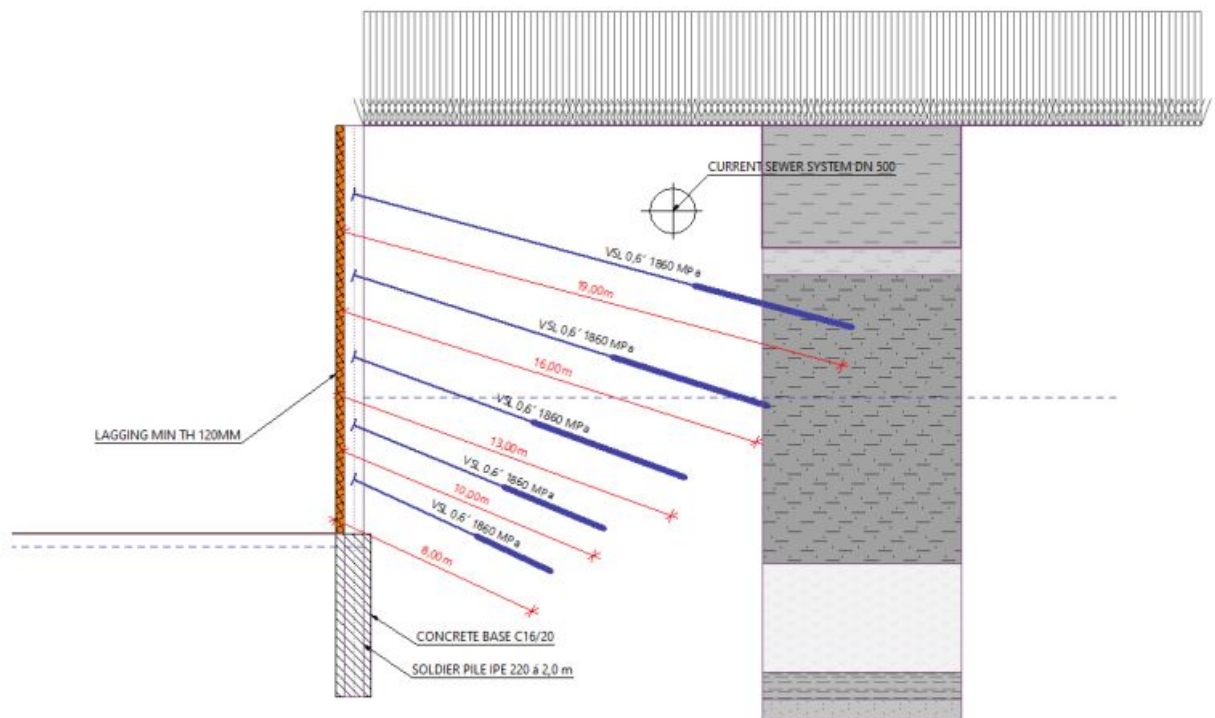 CURRENT SEWER SYSTEM DN 500
VSL 0,6´ 1860 MPa
19,00m
VSL 0,6´ 1860 MPa
16,00m
VSL 0,6´ 1860 MPa
13,00m
LAGGING MIN TH 120MM
VSL 0,6´ 1860 MPa
10,00m
VSL 0,6´ 1860 MPa
8,00m
CONCRETE BASE C16/20
SOLDIER PILE IPE 220 á 2,0 m